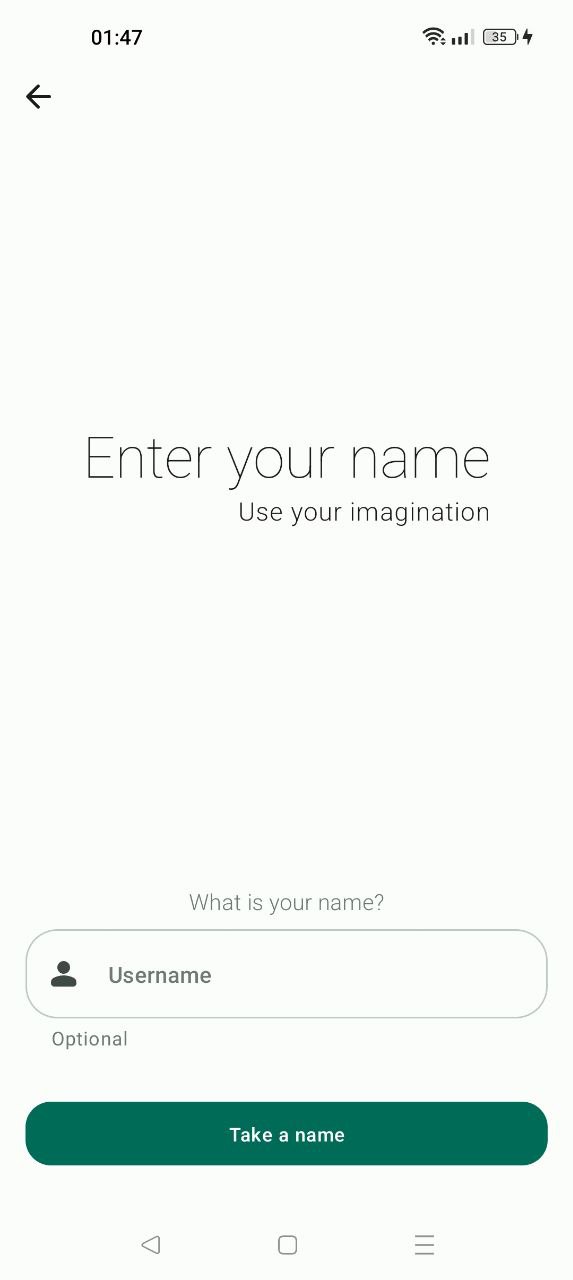 01:47
35
Enter your name
Use your imagination
What is your name?
Username
Optional
Take a name